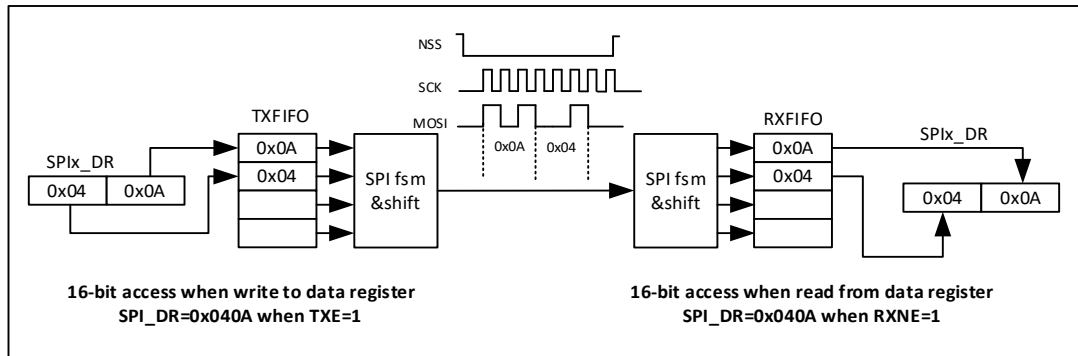 NSS
SCK
MOSI
0x0A
0x04
TXFIFO
0x0A
0x04
SPIx_DR
0x04
0x0A
SPI fsm
&shift
SPI fsm
&shift
RXFIFO
0x0A
0x04
SPIx_DR
0x04
0x0A
16-bit access when write to data register
SPI_DR=0x040A when TXE=1
16-bit access when read from data register
SPI_DR=0x040A when RXNE=1